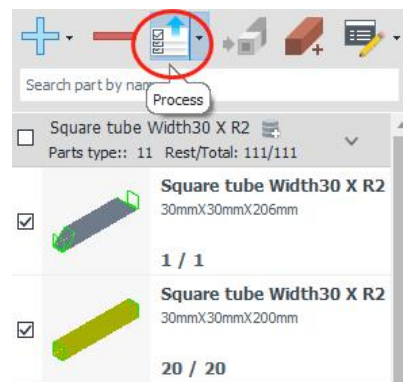 Search part by nam
Process
Square tube Width30 X R2
Parts type:: 11 Rest/Total: 111/111
Square tube Width30 X R2
30mmX30mmX206mm
1 / 1
Square tube Width30 X R2
30mmX30mmX200mm
20 / 20